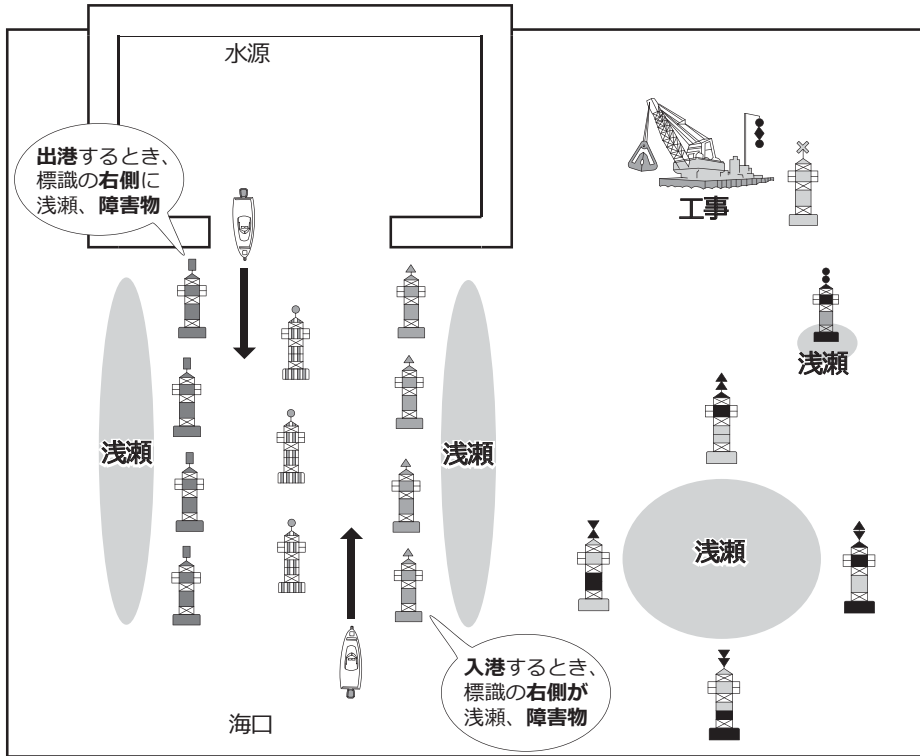 水源
出港するとき、
標識の右側に
浅瀬、障害物
工事
浅瀬
浅瀬
浅瀬
浅瀬
入港するとき、
標識の右側が
浅瀬、障害物
海口